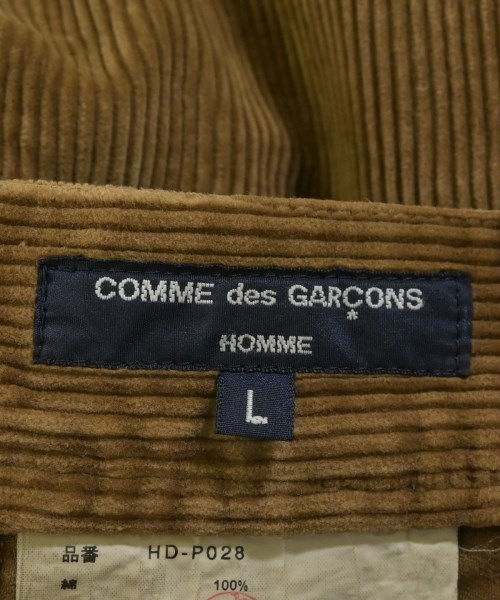 COMME des GARÇONS
HOMME
L
品番 HD-P028
綿 100%